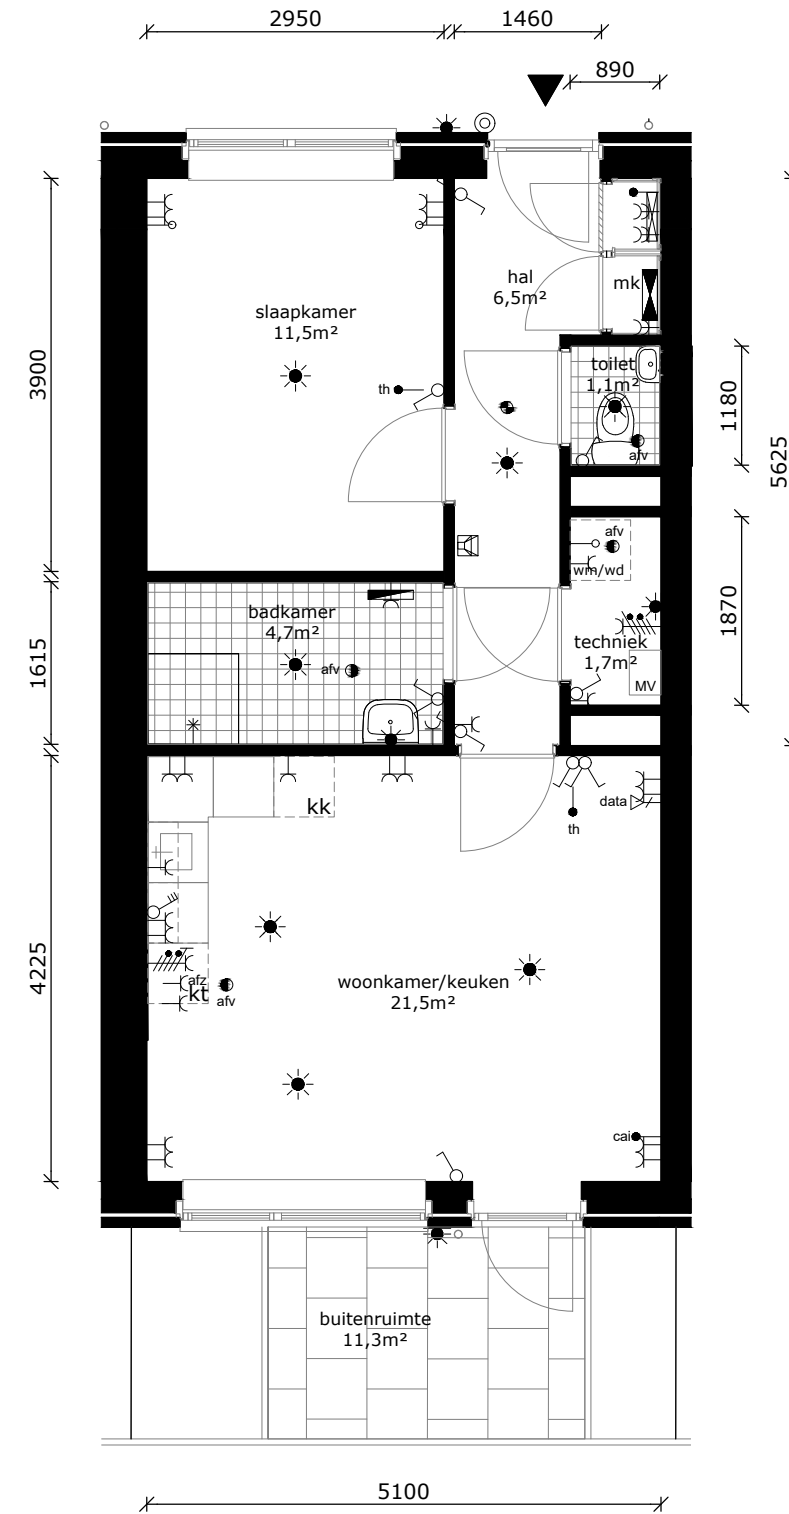 2950
1460
890
hal
6,5m²
mk
slaapkamer
11,5m²
3900
th
toilet
1,1m²
afv
1180
5625
afv
wm/wd
1870
badkamer
4,7m²
afv
techniek
1,7m²
MV
1615
kk
data
th
4225
afz
kt
afv
woonkamer/keuken
21,5m²
cai
buitenruimte
11,3m²
5100